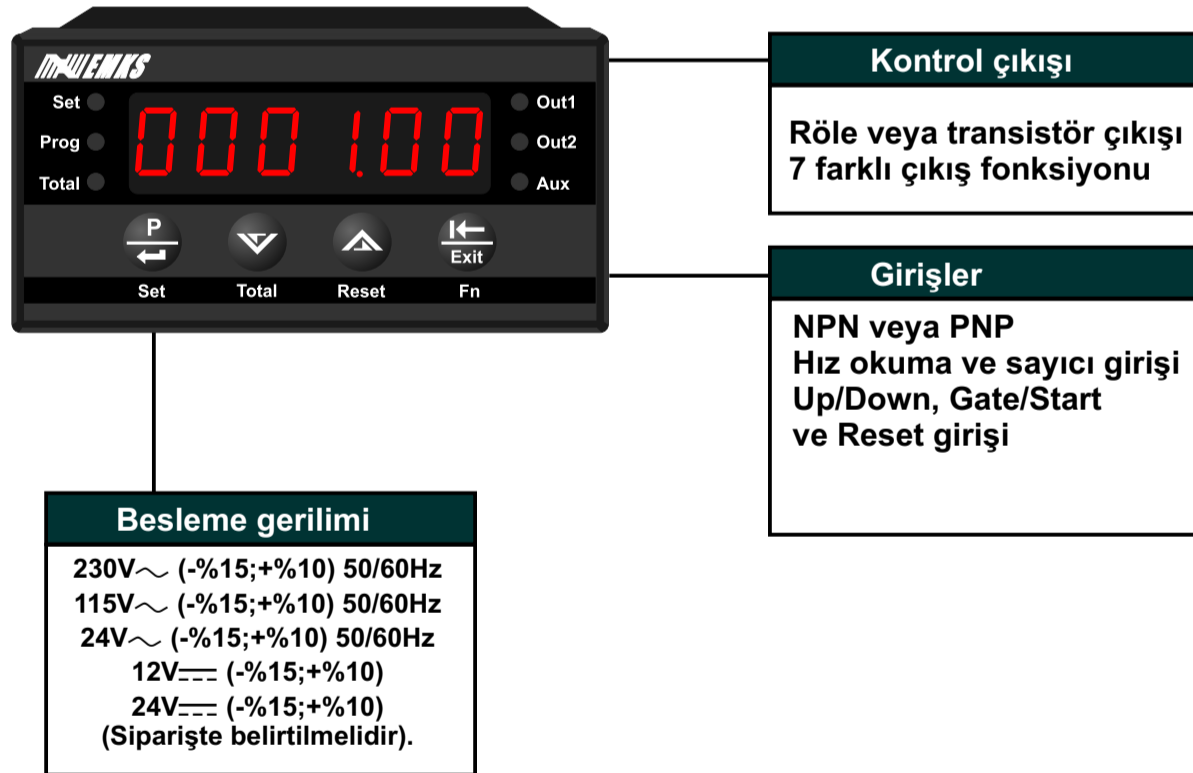 ENKS
Set
Out1
Prog
Out2
Total
Aux
0001.00
P
Exit
Set
Total
Reset
Fn
Kontrol çıkışı
Röle veya transistör çıkışı
7 farklı çıkış fonksiyonu
Girişler
NPN veya PNP
Hız okuma ve sayıcı girişi
Up/Down, Gate/Start
ve Reset girişi
Besleme gerilimi
230V～ (-%15;+%10) 50/60Hz
115V～ (-%15;+%10) 50/60Hz
24V～ (-%15;+%10) 50/60Hz
12V⎓ (-%15;+%10)
24V⎓ (-%15;+%10)
(Siparişte belirtilmelidir).